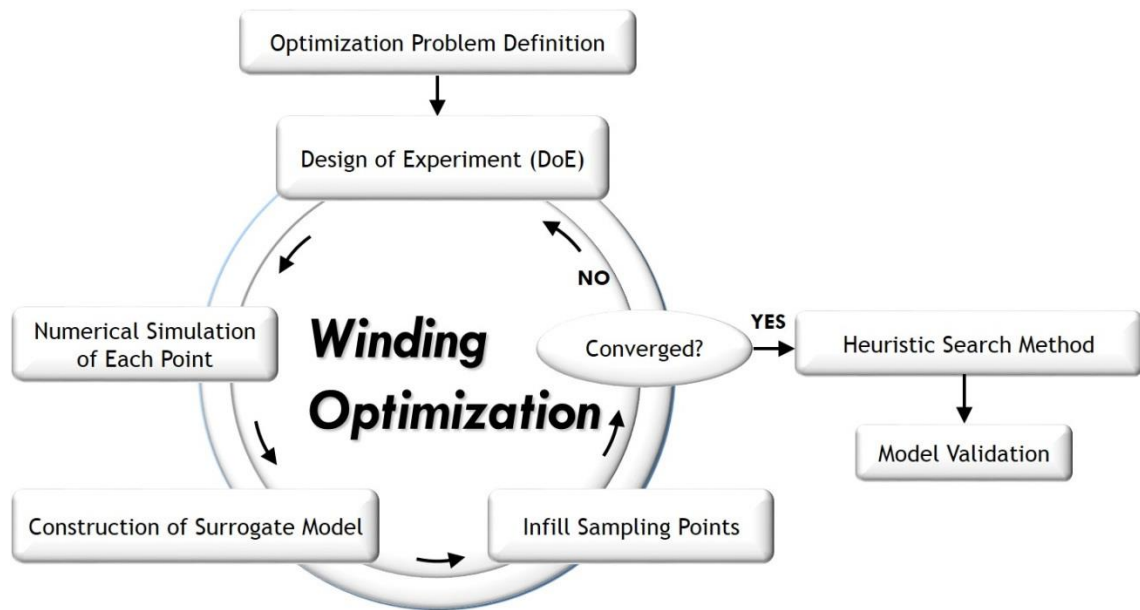 Optimization Problem Definition
Design of Experiment (DoE)
NO
Numerical Simulation
of Each Point
Winding
Optimization
Converged?
YES
Heuristic Search Method
Model Validation
Construction of Surrogate Model
Infill Sampling Points